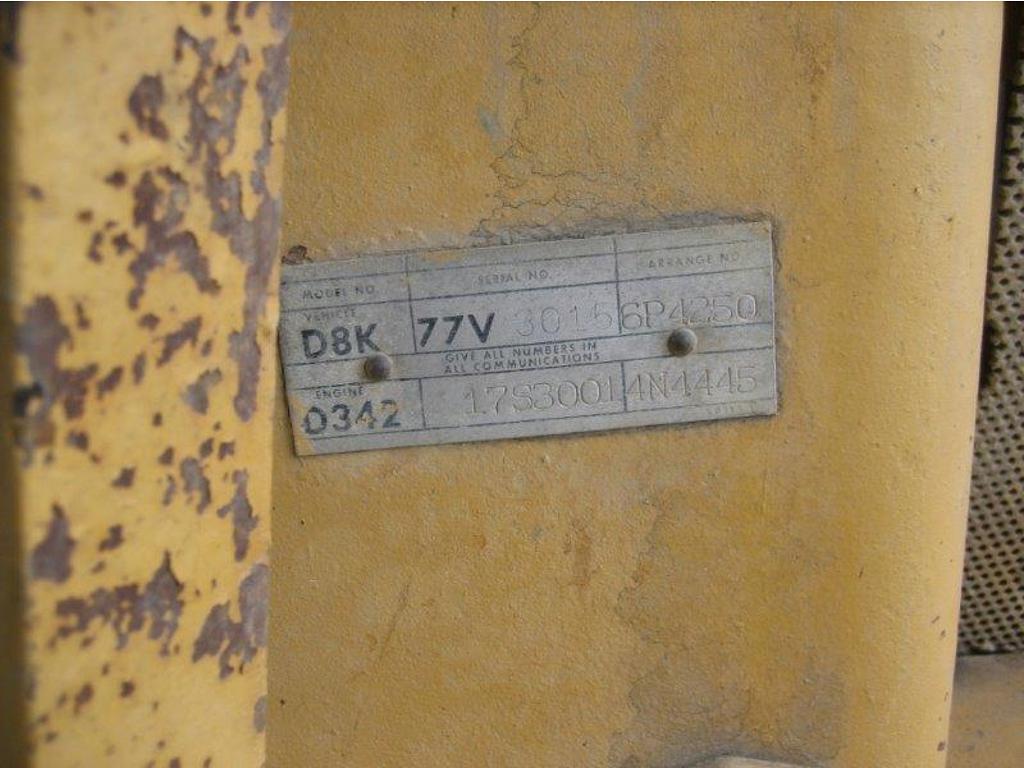 MODEL NO. SERIAL NO. ARRANGE NO.
VEHICLE
D8K 77V 3015 6P4250
GIVE ALL NUMBERS IN
ALL COMMUNICATIONS
ENGINE
D342 17S3001 4N4445